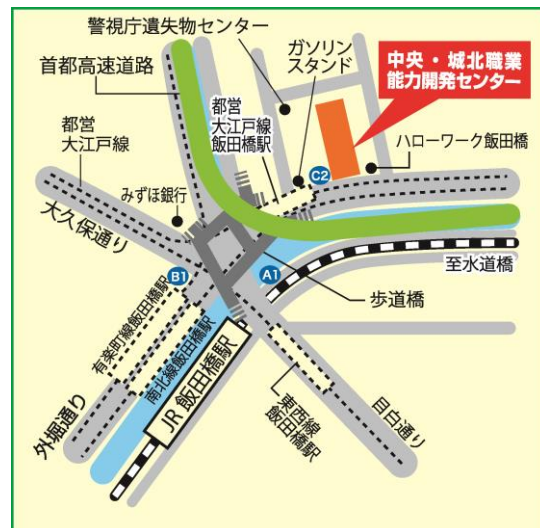 警視庁遺失物センター
ガソリン
スタンド
中央・城北職業
能力開発センター
首都高速道路
都営
大江戸線
飯田橋駅
都営
大江戸線
ハローワーク飯田橋
C2
みずほ銀行
大久保通り
B1
A1
至水道橋
歩道橋
有楽町線飯田橋駅
南北線飯田橋駅
JR 飯田橋駅
外堀通り
東西線
飯田橋駅
目白通り